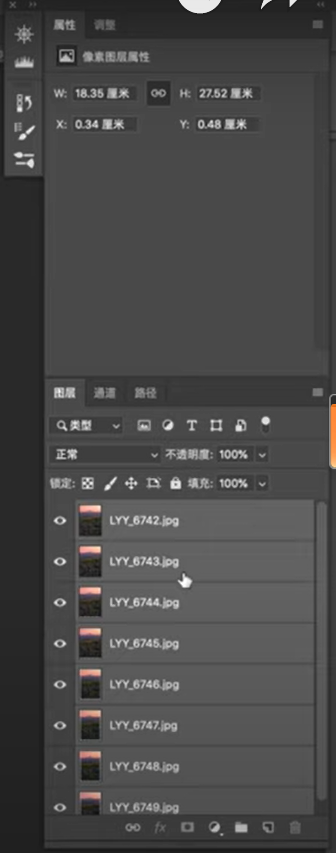 属性 调整
像素图层属性
W: 18.35 厘米 H: 27.52 厘米
X: 0.34 厘米 Y: 0.48 厘米
图层 通道 路径
类型
正常 不透明度: 100%
锁定: 填充: 100%
LYY_6742.jpg
LYY_6743.jpg
LYY_6744.jpg
LYY_6745.jpg
LYY_6746.jpg
LYY_6747.jpg
LYY_6748.jpg
LYY_6749.jpg
fx